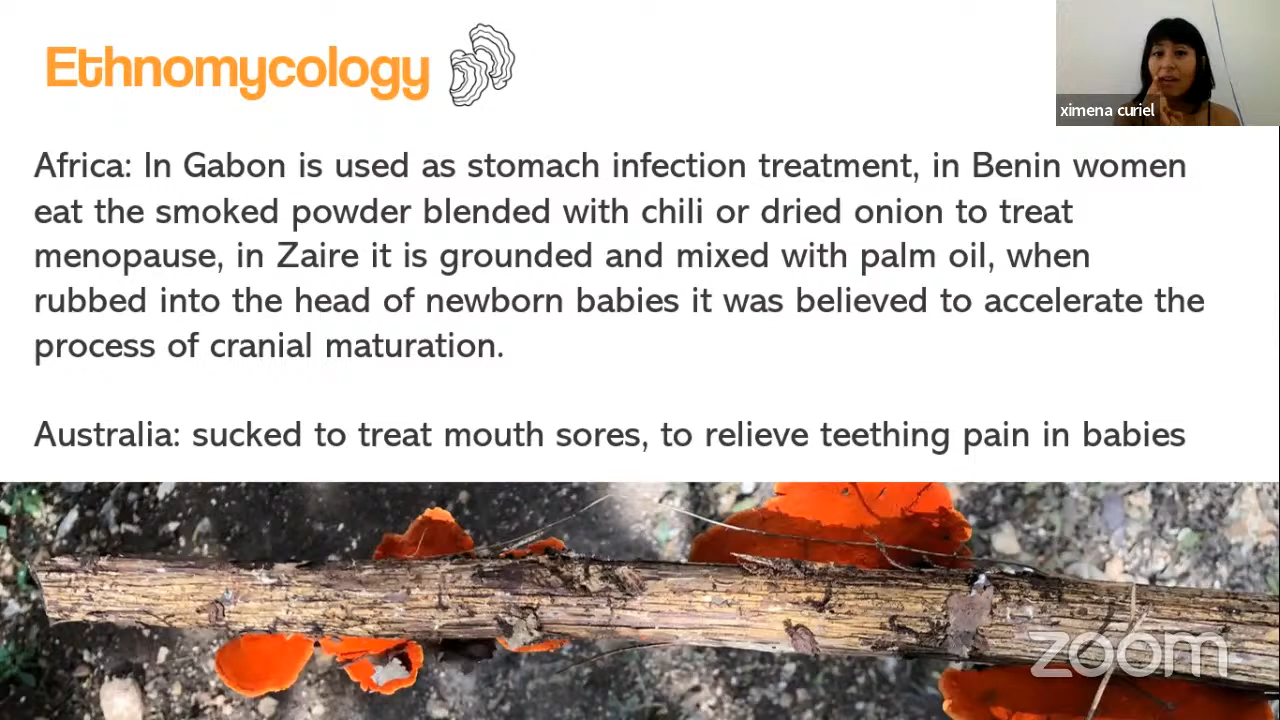 Ethnomycology
ximena curiel
Africa: In Gabon is used as stomach infection treatment, in Benin women
eat the smoked powder blended with chili or dried onion to treat
menopause, in Zaire it is grounded and mixed with palm oil, when
rubbed into the head of newborn babies it was believed to accelerate the
process of cranial maturation.
Australia: sucked to treat mouth sores, to relieve teething pain in babies
zoom